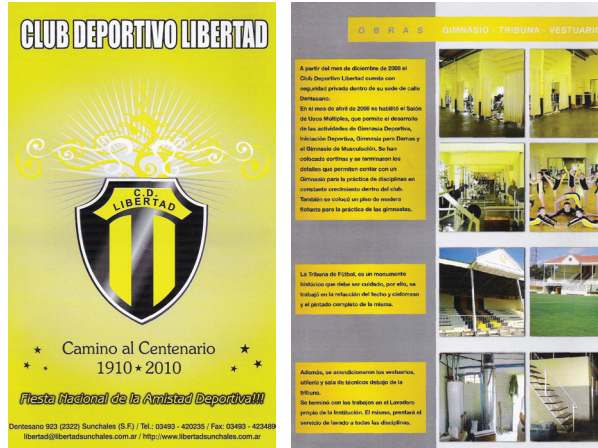 CLUB DEPORTIVO LIBERTAD
C.D.
LIBERTAD
Camino al Centenario
1910 ★ 2010
Fiesta Nacional de la Amistad Deportiva!!!
Dentesano 923 (2322) Sunchales (S.F.) / Tel.: 03493 - 420235 / Fax: 03493 - 423489
libertad@libertadsunchales.com.ar / http://www.libertadsunchales.com.ar
OBRAS GIMNASIO - TRIBUNA - VESTUARIO
A partir del mes de diciembre de 2008 el
Club Deportivo Libertad cuenta con
seguridad privada dentro de su sede de calle
Dentesano.
En el mes de abril de 2009 se habilitó el Salón
de Usos Múltiples, que permite el desarrollo
de las actividades de Gimnasia Deportiva,
Iniciación Deportiva, Gimnasia para Damas y
el Gimnasio de Musculación. Se han
colocado cortinas y se terminaron los
detalles que permiten contar con un
Gimnasio para la práctica de disciplinas en
constante crecimiento dentro del club.
También se colocó un piso de madera
flotante para la práctica de las gimnastas.
La Tribuna de Fútbol, es un monumento
histórico que debe ser cuidado, por ello, se
trabajó en la refacción del techo y cielorraso
y el pintado completo de la misma.
Además, se acondicionaron los vestuarios,
utilería y sala de técnicos debajo de la
tribuna.
Se terminó con los trabajos en el Lavadero
propio de la Institución. El mismo, prestará el
servicio de lavado a todas las disciplinas.